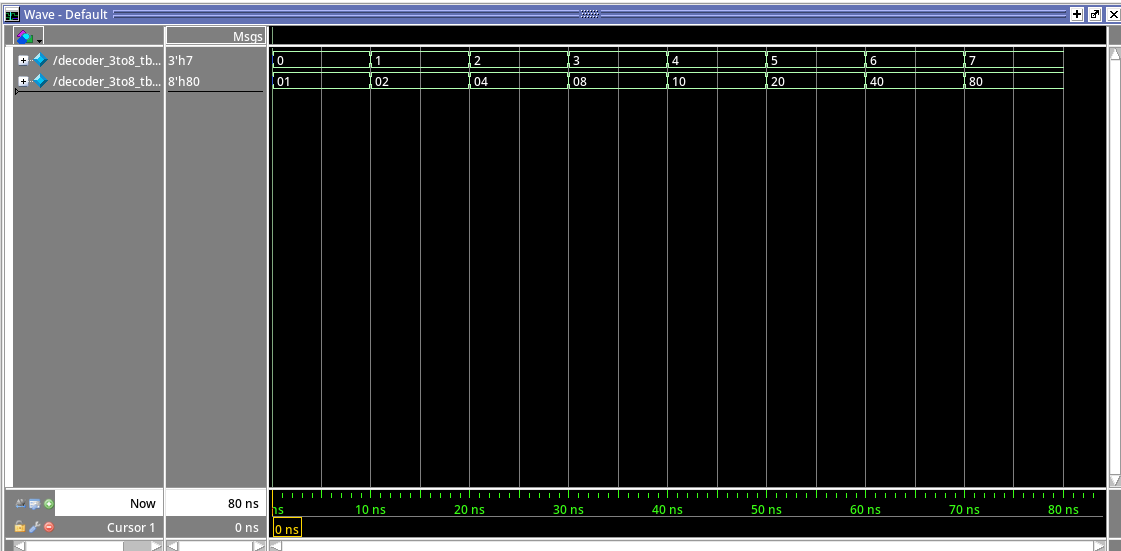 Wave - Default
Msgs
/decoder_3to8_tb... 3'h7 0 1 2 3 4 5 6 7
/decoder_3to8_tb... 8'h80 01 02 04 08 10 20 40 80
Now 80 ns ns 10 ns 20 ns 30 ns 40 ns 50 ns 60 ns 70 ns 80 ns
Cursor 1 0 ns 0 ns